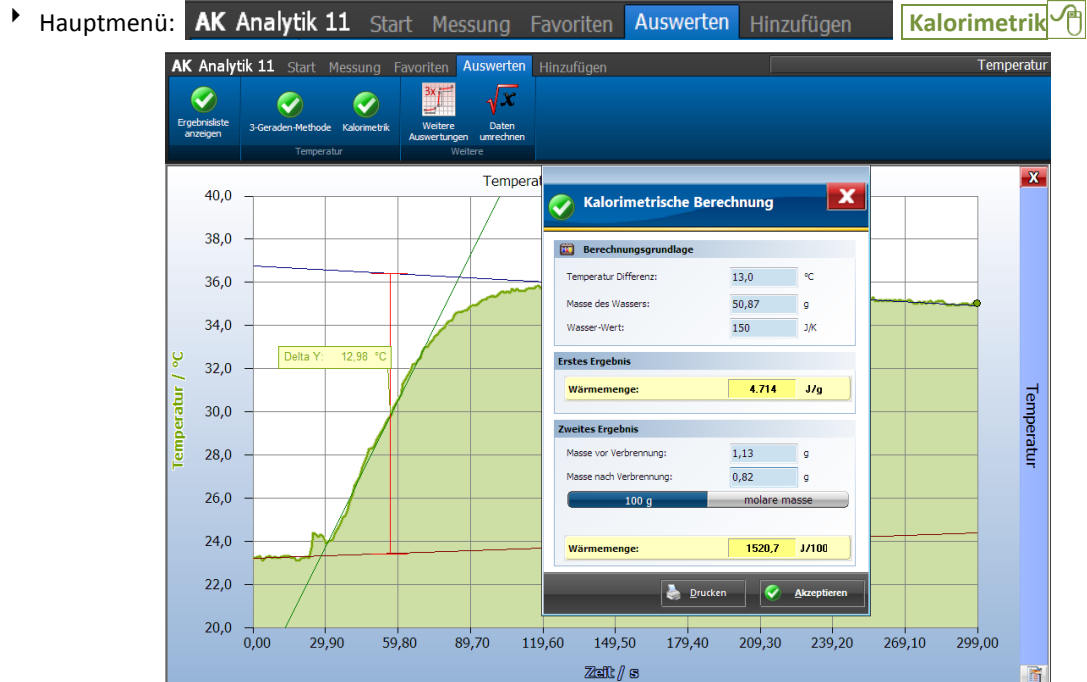 Hauptmenü: AK Analytik 11 Start Messung Favoriten Auswerten Hinzufügen Kalorimetrik
AK Analytik 11 Start Messung Favoriten Auswerten Hinzufügen Temperatur
Ergebnisliste anzeigen
3-Geraden-Methode
Kalorimetrik
3x
Weitere Auswertungen
√x
Daten umrechnen
Temperatur
Weitere
Tempera
X
40,0
38,0
36,0
34,0
32,0
30,0
28,0
26,0
24,0
22,0
20,0
Temperatur / °C
Delta Y: 12,98 °C
Kalorimetrische Berechnung
X
Berechnungsgrundlage
Temperatur Differenz: 13,0 °C
Masse des Wassers: 50,87 g
Wasser-Wert: 150 J/K
Erstes Ergebnis
Wärmemenge: 4.714 J/g
Zweites Ergebnis
Masse vor Verbrennung: 1,13 g
Masse nach Verbrennung: 0,82 g
100 g molare masse
Wärmemenge: 1520,7 J/100
Drucken Akzeptieren
Temperatur
0,00 29,90 59,80 89,70 119,60 149,50 179,40 209,30 239,20 269,10 299,00
Zeit / s